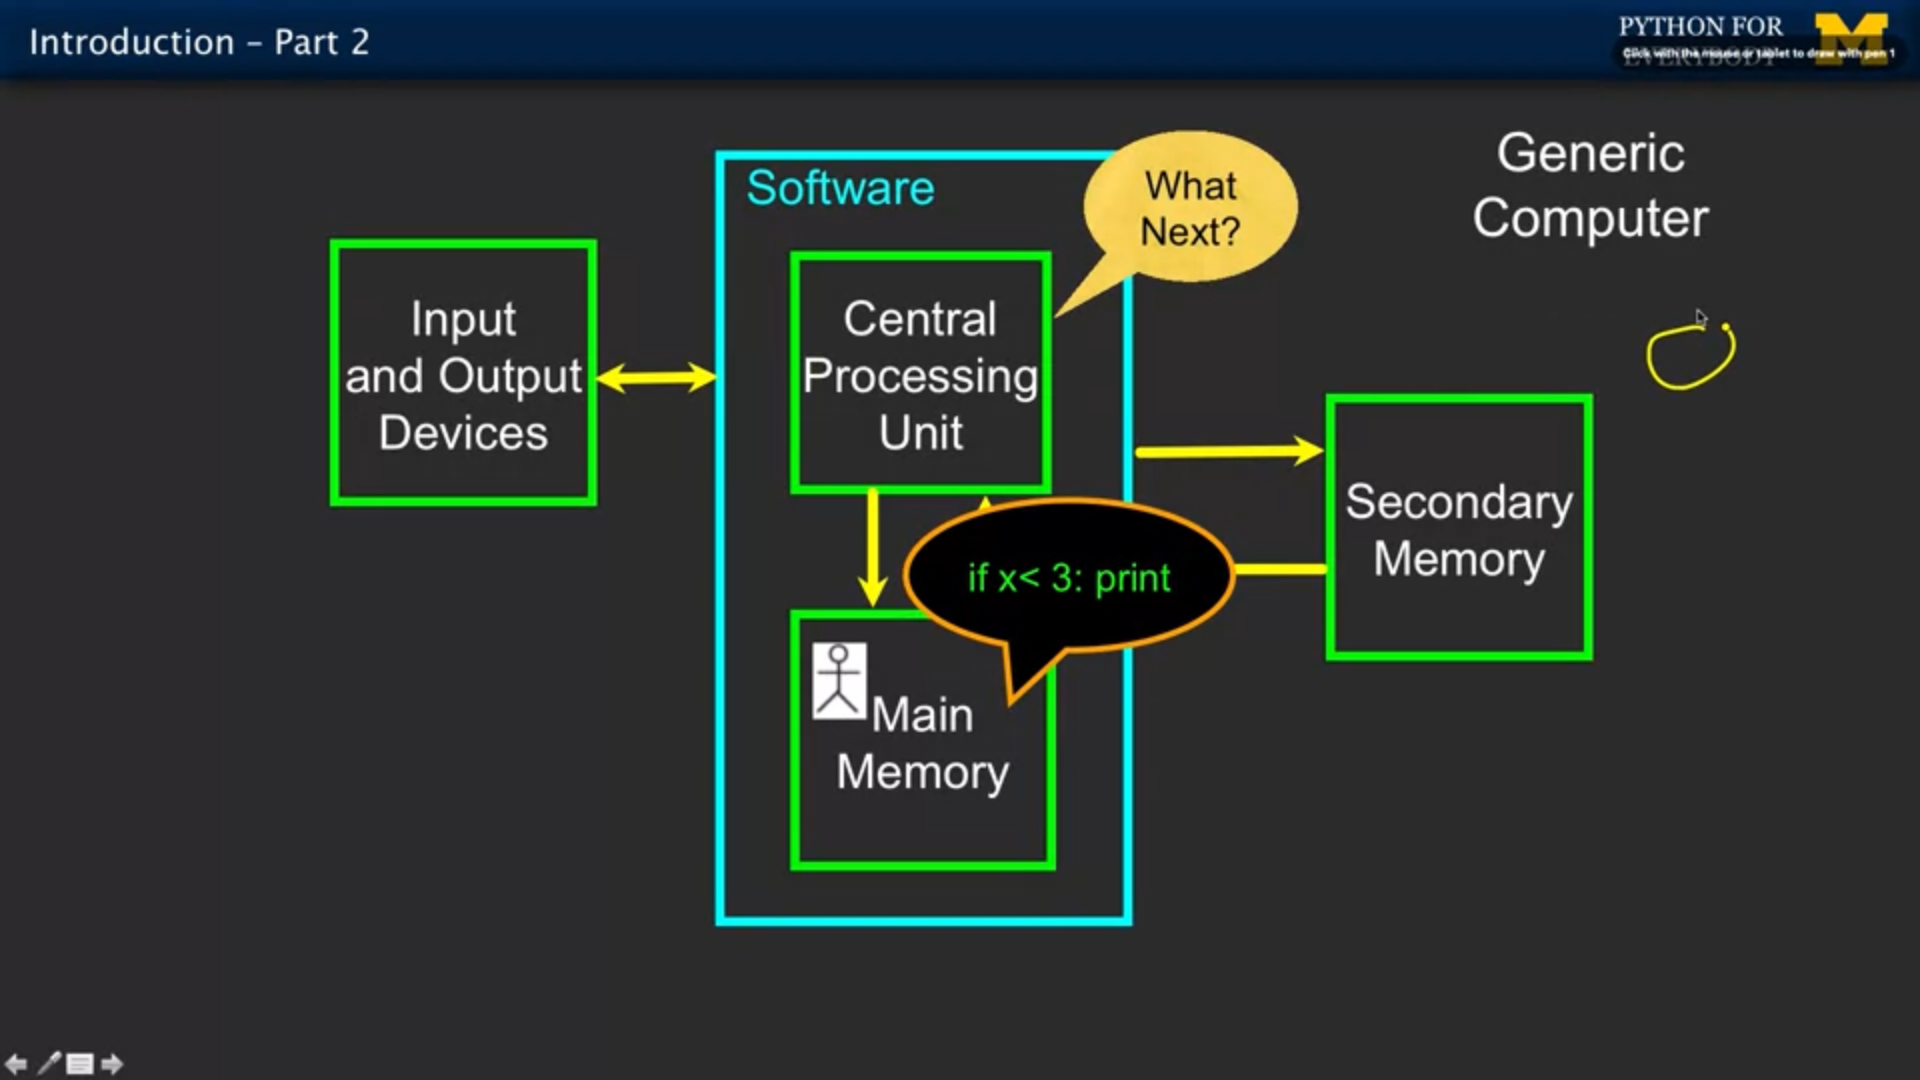 Introduction – Part 2
PYTHON FOR
EVERYBODY
Click with the mouse or tablet to draw with pen 1
Generic
Computer
Software
What
Next?
Input
and Output
Devices
Central
Processing
Unit
Secondary
Memory
if x< 3: print
Main
Memory